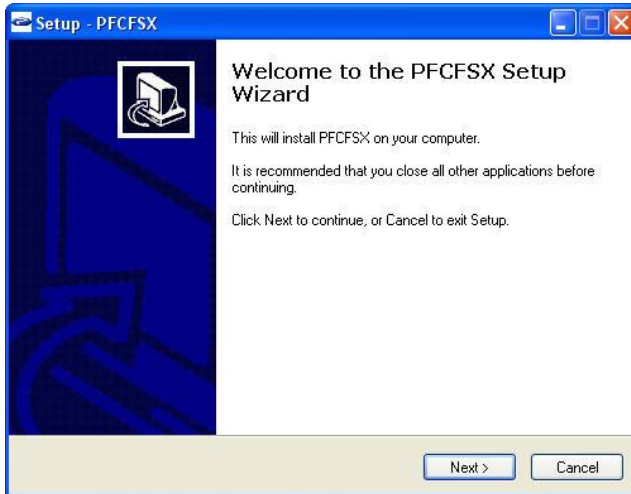 Setup - PFCFSX
Welcome to the PFCFSX Setup
Wizard
This will install PFCFSX on your computer.
It is recommended that you close all other applications before
continuing.
Click Next to continue, or Cancel to exit Setup.
Next >
Cancel